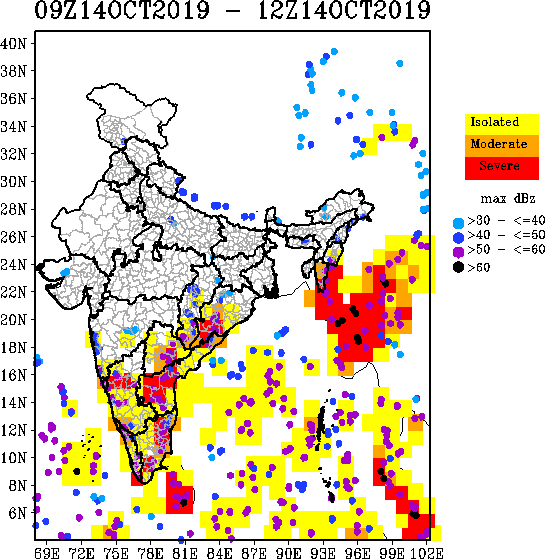 09Z14OCT2019 - 12Z14OCT2019
40N
38N
36N
34N
32N
30N
28N
26N
24N
22N
20N
18N
16N
14N
12N
10N
8N
6N
69E 72E 75E 78E 81E 84E 87E 90E 93E 96E 99E 102E
Isolated
Moderate
Severe
max dBz
>30 - <=40
>40 - <=50
>50 - <=60
>60